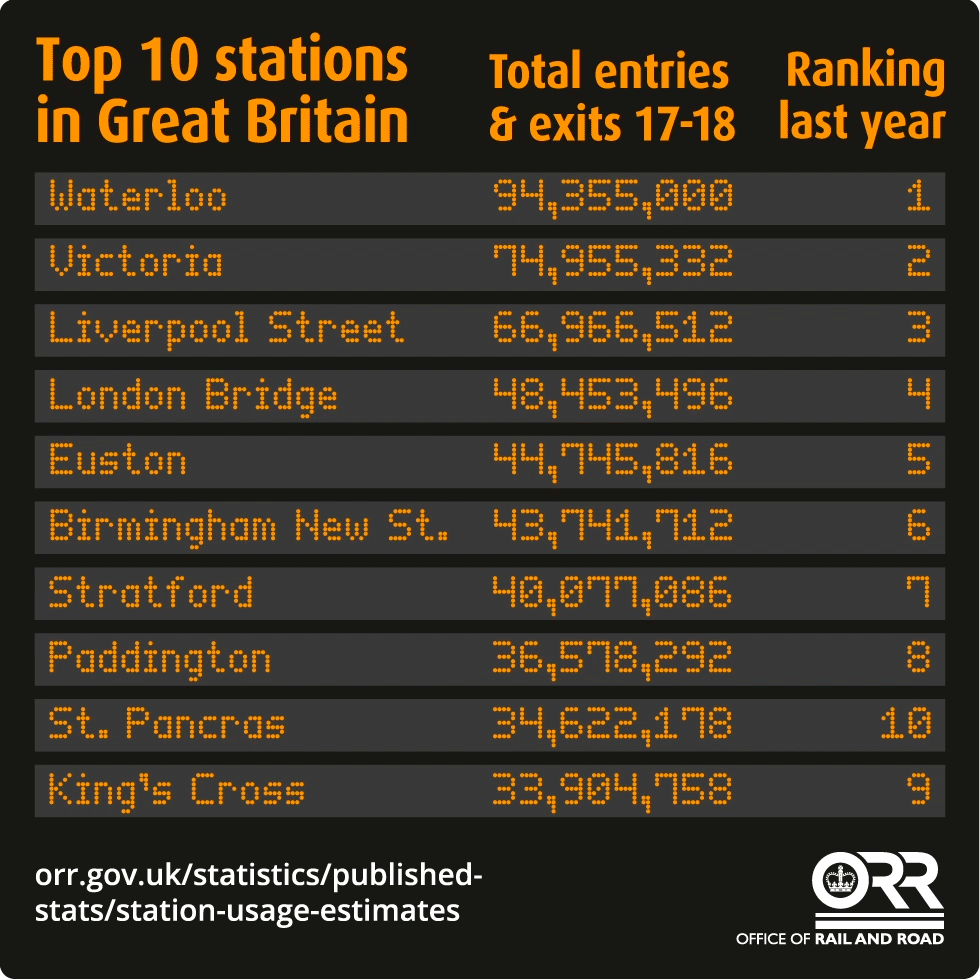 Top 10 stations in Great Britain
Total entries & exits 17-18
Ranking last year
Waterloo 94,355,000 1
Victoria 74,955,332 2
Liverpool Street 66,966,512 3
London Bridge 48,453,496 4
Euston 44,745,816 5
Birmingham New St. 43,741,712 6
Stratford 40,077,086 7
Paddington 36,578,292 8
St. Pancras 34,622,178 10
King's Cross 33,904,758 9
orr.gov.uk/statistics/published-
stats/station-usage-estimates
ORR
OFFICE OF RAIL AND ROAD